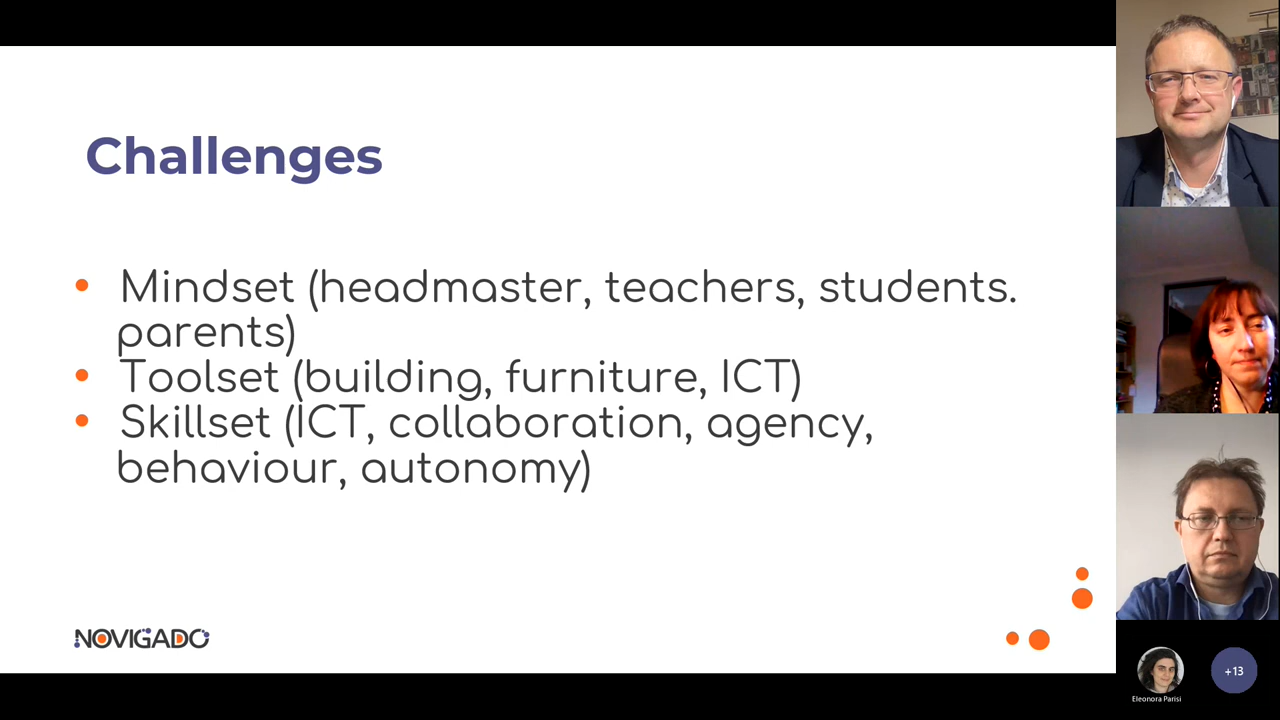 Challenges
• Mindset (headmaster, teachers, students.
parents)
• Toolset (building, furniture, ICT)
• Skillset (ICT, collaboration, agency,
behaviour, autonomy)
NOVIGADO
Eleonora Parisi
+13